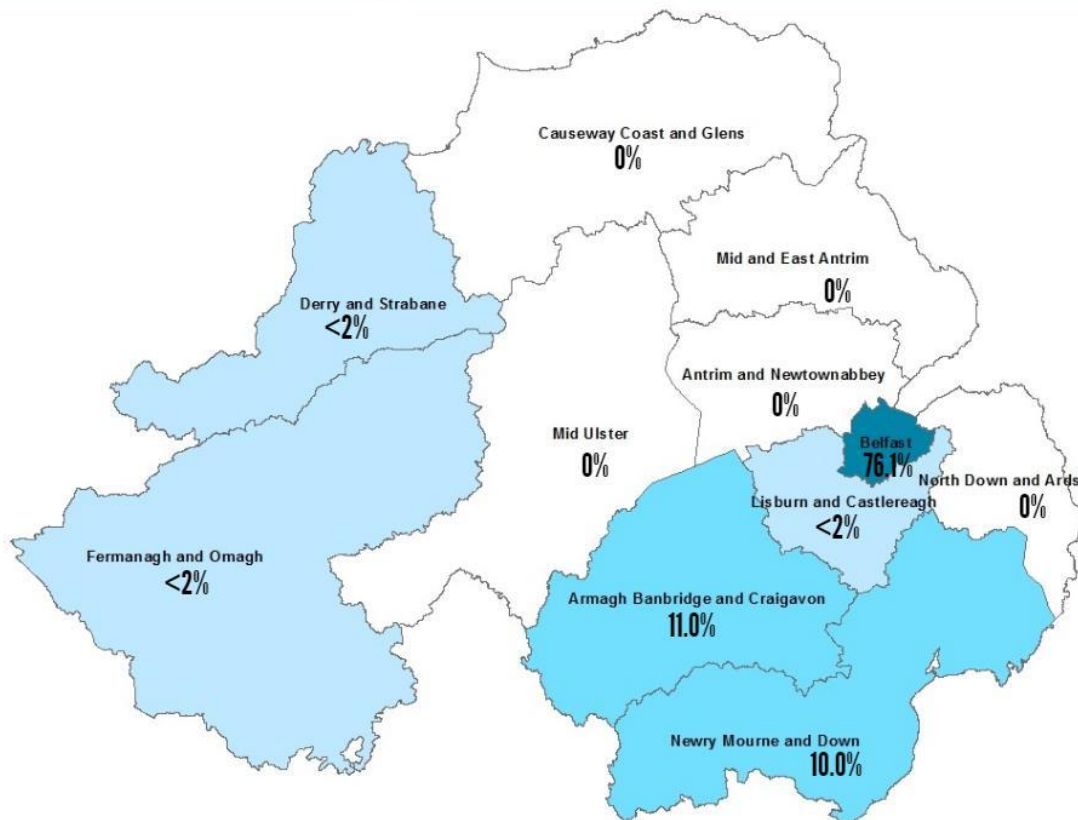 Causeway Coast and Glens
0%
Mid and East Antrim
0%
Derry and Strabane
<2%
Antrim and Newtownabbey
0%
Mid Ulster
0%
Belfast
76.1%
North Down and Ards
0%
Lisburn and Castlereagh
<2%
Fermanagh and Omagh
<2%
Armagh Banbridge and Craigavon
11.0%
Newry Mourne and Down
10.0%